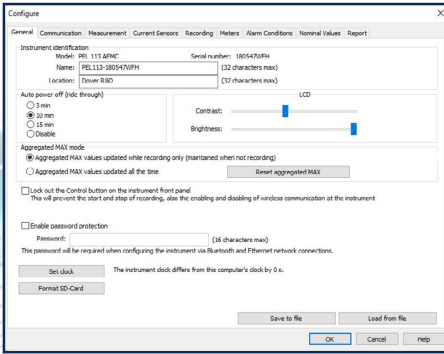 Configure
General Communication Measurement Current Sensors Recording Meters Alarm Conditions Nominal Values Report
Instrument identification
Model: PEL 113 AEMC Serial number: 180547WFH
Name: PEL113-180547WFH (32 characters max)
Location: Dover R&D (32 characters max)
Auto power off (ride through) LCD
3 min
10 min Contrast:
15 min
Disable Brightness:
Aggregated MAX mode
Aggregated MAX values updated while recording only (maintained when not recording)
Aggregated MAX values updated all the time Reset aggregated MAX
Lock out the Control button on the instrument front panel
This will prevent the start and stop of recording, also the enabling and disabling of wireless communication at the instrument
Enable password protection
Password: (16 characters max)
This password will be required when configuring the instrument via Bluetooth and Ethernet network connections.
Set clock The instrument clock differs from this computer's clock by 0 s.
Format SD-Card
Save to file Load from file
OK Cancel Help